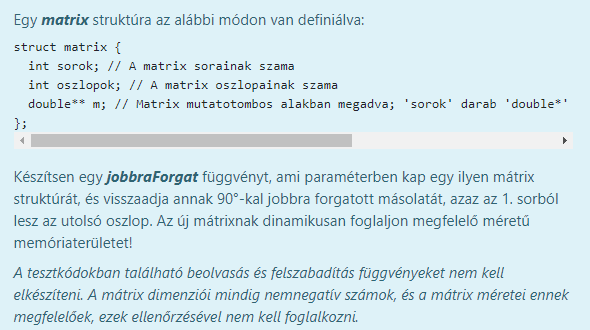 Egy matrix struktúra az alábbi módon van definiálva:
struct matrix {
  int sorok; // A matrix sorainak szama
  int oszlopok; // A matrix oszlopainak szama
  double** m; // Matrix mutatotombos alakban megadva; 'sorok' darab 'double*'
};
Készítsen egy jobbraForgat függvényt, ami paraméterben kap egy ilyen mátrix
struktúrát, és visszaadja annak 90°-kal jobbra forgatott másolatát, azaz az 1. sorból
lesz az utolsó oszlop. Az új mátrixnak dinamikusan foglaljon megfelelő méretű
memóriaterületet!
A tesztkódokban található beolvasás és felszabadítás függvényeket nem kell
elkészíteni. A mátrix dimenziói mindig nemnegatív számok, és a mátrix méretei ennek
megfelelőek, ezek ellenőrzésével nem kell foglalkozni.